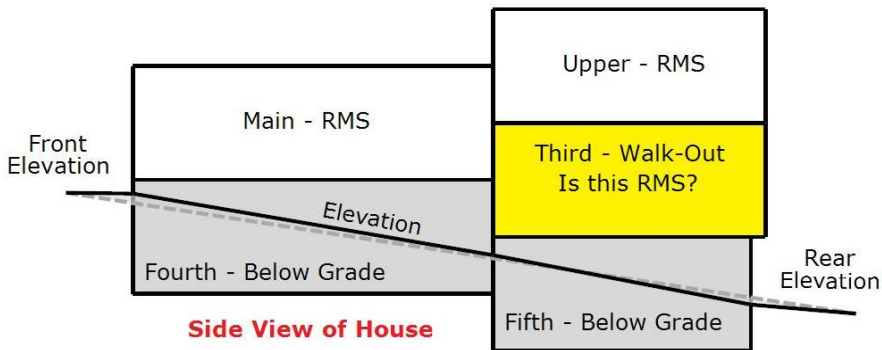 Upper - RMS
Main - RMS
Front
Elevation
Third - Walk-Out
Is this RMS?
Elevation
Fourth - Below Grade
Rear
Elevation
Side View of House
Fifth - Below Grade